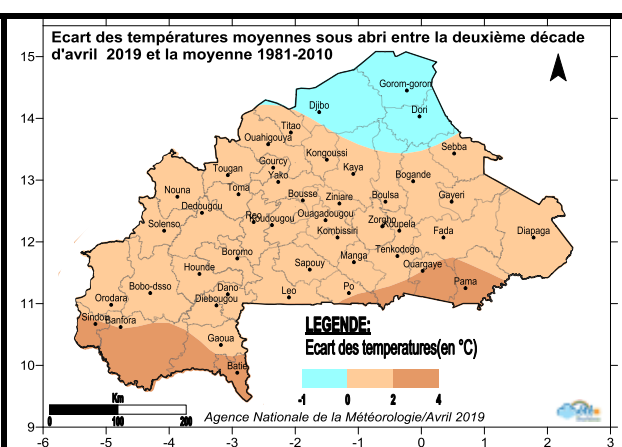 Ecart des températures moyennes sous abri entre la deuxième décade
d'avril 2019 et la moyenne 1981-2010
15
14
13
12
11
10
9
Gorom-gorom
Djibo
Dori
Titao
Ouahigouya
Sebba
Kongoussi
Gourcy
Kaya
Tougan
Yako
Bogande
Nouna
Toma
Bousse
Ziniare
Boulsa
Gayeri
Dedougou
Reo
Koudougou
Ouagadougou
Zorgho
Koupela
Solenso
Kombissiri
Fada
Diapaga
Tenkodogo
Boromo
Manga
Ouargaye
Hounde
Sapouy
Pama
Bobo-dsso
Dano
Leo
Po
Orodara
Diebougou
Sindou
Banfora
Gaoua
Batie
LEGENDE:
Ecart des temperatures(en °C)
-1 0 2 4
Km
0 100 200
Agence Nationale de la Météorologie/Avril 2019
-6 -5 -4 -3 -2 -1 0 1 2 3